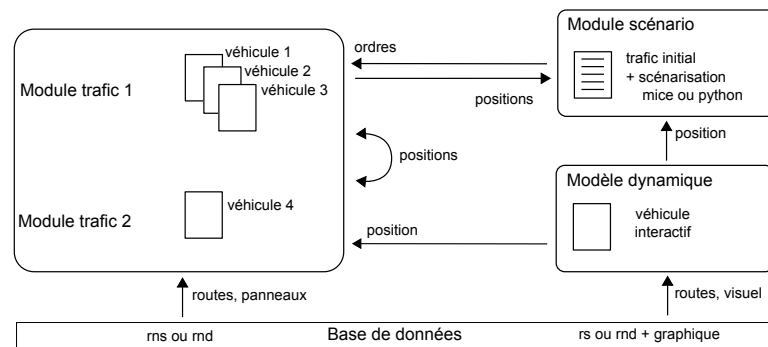 Module trafic 1
véhicule 1
véhicule 2
véhicule 3
Module trafic 2
véhicule 4
ordres
positions
positions
position
Module scénario
trafic initial
+ scénarisation
mice ou python
position
Modèle dynamique
véhicule
interactif
routes, panneaux
routes, visuel
rns ou rnd
Base de données
rs ou rnd + graphique